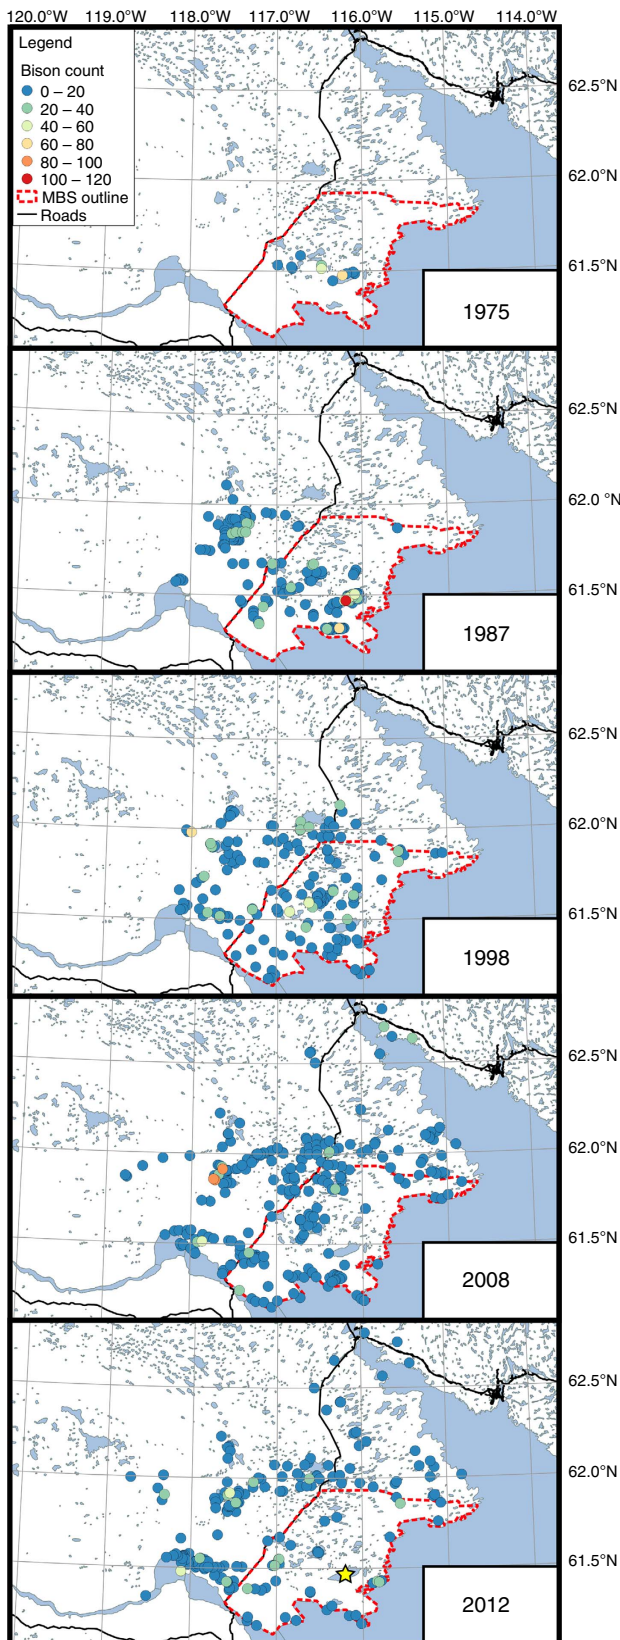 120.0°W 119.0°W 118.0°W 117.0°W 116.0°W 115.0°W 114.0°W
Legend
Bison count
0 – 20
20 – 40
40 – 60
60 – 80
80 – 100
100 – 120
MBS outline
Roads
62.5°N
62.0°N
61.5°N
1975
62.5°N
62.0 °N
61.5°N
1987
62.5°N
62.0°N
61.5°N
1998
62.5°N
62.0°N
61.5°N
2008
62.5°N
62.0°N
61.5°N
2012